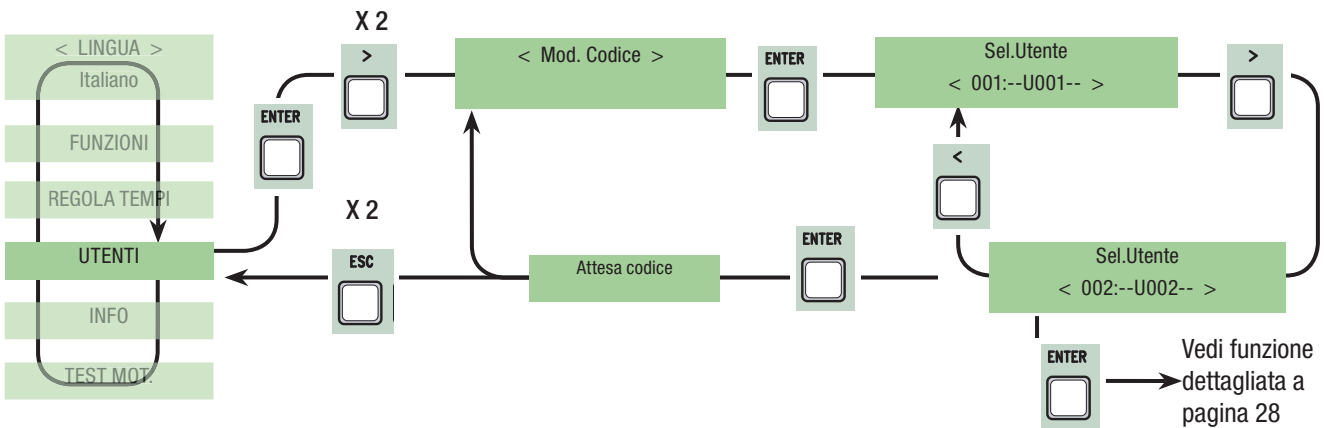 < LINGUA >
Italiano
FUNZIONI
REGOLA TEMPI
UTENTI
INFO
TEST MOT.
ENTER
X 2
>
< Mod. Codice >
ENTER
Sel.Utente
< 001:--U001-- >
>
<
Sel.Utente
< 002:--U002-- >
ENTER
Attesa codice
X 2
ESC
ENTER
Vedi funzione
dettagliata a
pagina 28